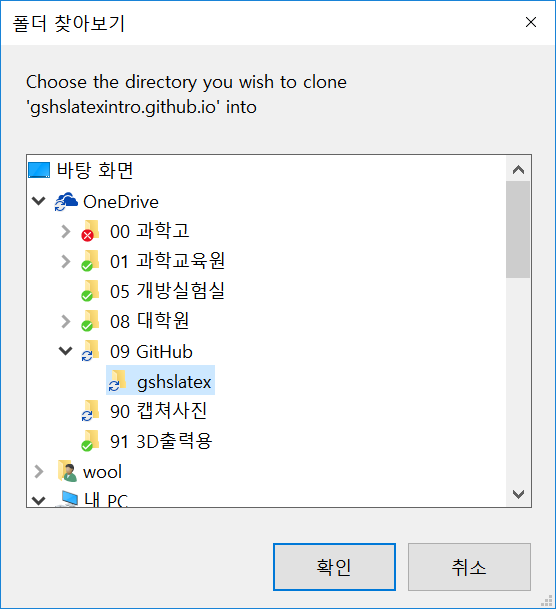 폴더 찾아보기
Choose the directory you wish to clone
'gshslatexintro.github.io' into
바탕 화면
OneDrive
00 과학고
01 과학교육원
05 개방실험실
08 대학원
09 GitHub
gshslatex
90 캡쳐사진
91 3D출력용
wool
내 PC
확인
취소